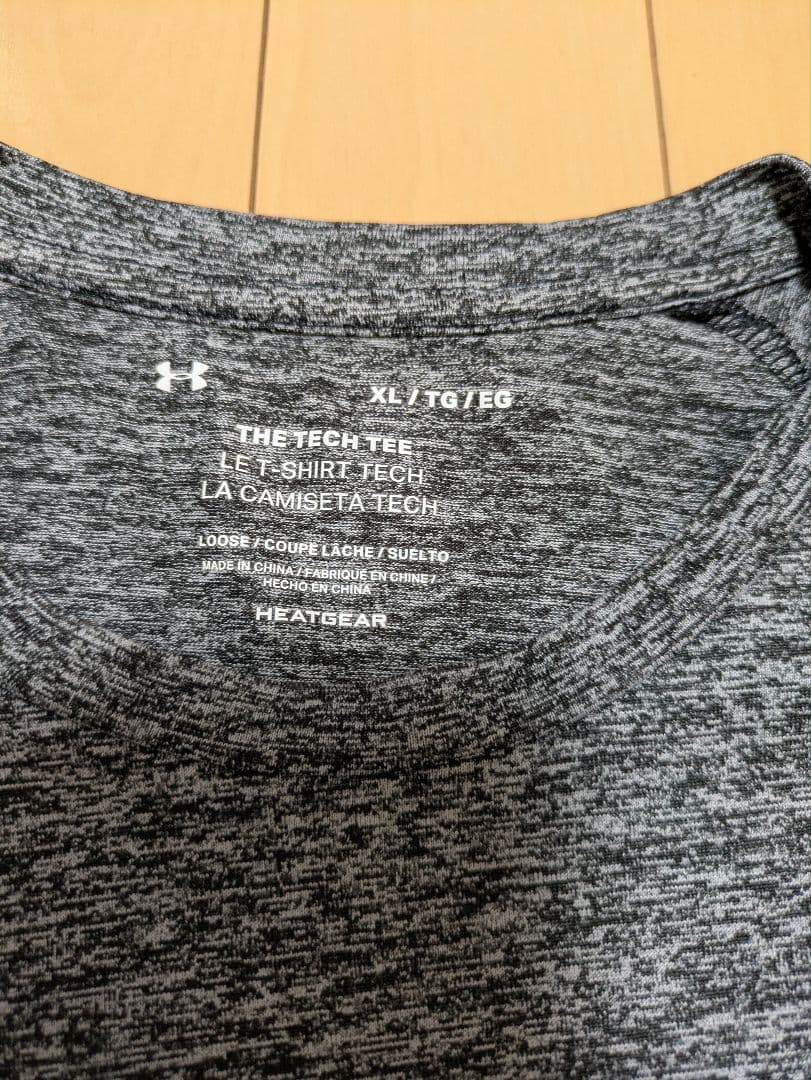 XL / TG / EG
THE TECH TEE
LE T-SHIRT TECH
LA CAMISETA TECH
LOOSE / COUPE LÂCHE / SUELTO
MADE IN CHINA / FABRIQUÉ EN CHINE /
HECHO EN CHINA
HEATGEAR